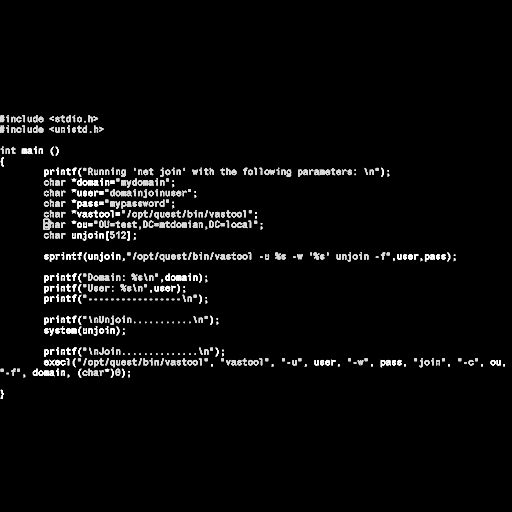 #include <stdio.h>
#include <unistd.h>
int main ()
{
printf("Running 'net join' with the following parameters: \n");
char *domain="mydomain";
char *user="domainjoinuser";
char *pass="mypassword";
char *vastool="/opt/quest/bin/vastool";
char *ou="OU=test,DC=mtdomian,DC=local";
char unjoin[512];
sprintf(unjoin,"/opt/quest/bin/vastool -u %s -w '%s' unjoin -f",user,pass);
printf("Domain: %s\n",domain);
printf("User: %s\n",user);
printf("-----------------\n");
printf("\nUnjoin...........\n");
system(unjoin);
printf("\nJoin..............\n");
execl("/opt/quest/bin/vastool", "vastool", "-u", user, "-w", pass, "join", "-c", ou,
"-f", domain, (char*)0);
}